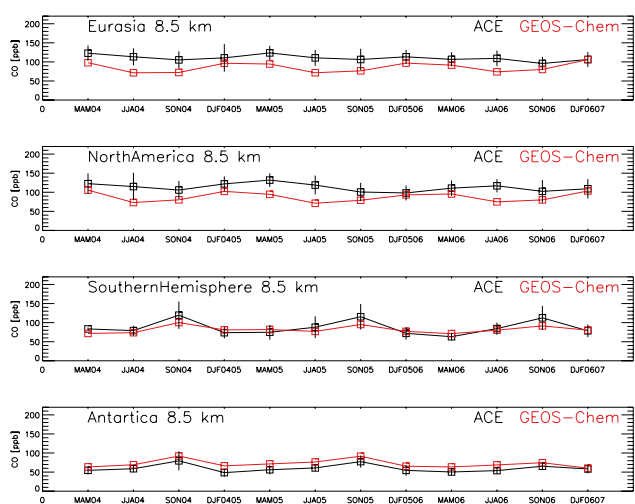 Eurasia 8.5 km ACE GEOS-Chem
CO [ppb]
200
150
100
50
0
MAM04 JJA04 SON04 DJF0405 MAM05 JJA05 SON05 DJF0506 MAM06 JJA06 SON06 DJF0607
NorthAmerica 8.5 km ACE GEOS-Chem
CO [ppb]
200
150
100
50
0
MAM04 JJA04 SON04 DJF0405 MAM05 JJA05 SON05 DJF0506 MAM06 JJA06 SON06 DJF0607
SouthernHemisphere 8.5 km ACE GEOS-Chem
CO [ppb]
200
150
100
50
0
MAM04 JJA04 SON04 DJF0405 MAM05 JJA05 SON05 DJF0506 MAM06 JJA06 SON06 DJF0607
Antartica 8.5 km ACE GEOS-Chem
CO [ppb]
200
150
100
50
0
MAM04 JJA04 SON04 DJF0405 MAM05 JJA05 SON05 DJF0506 MAM06 JJA06 SON06 DJF0607